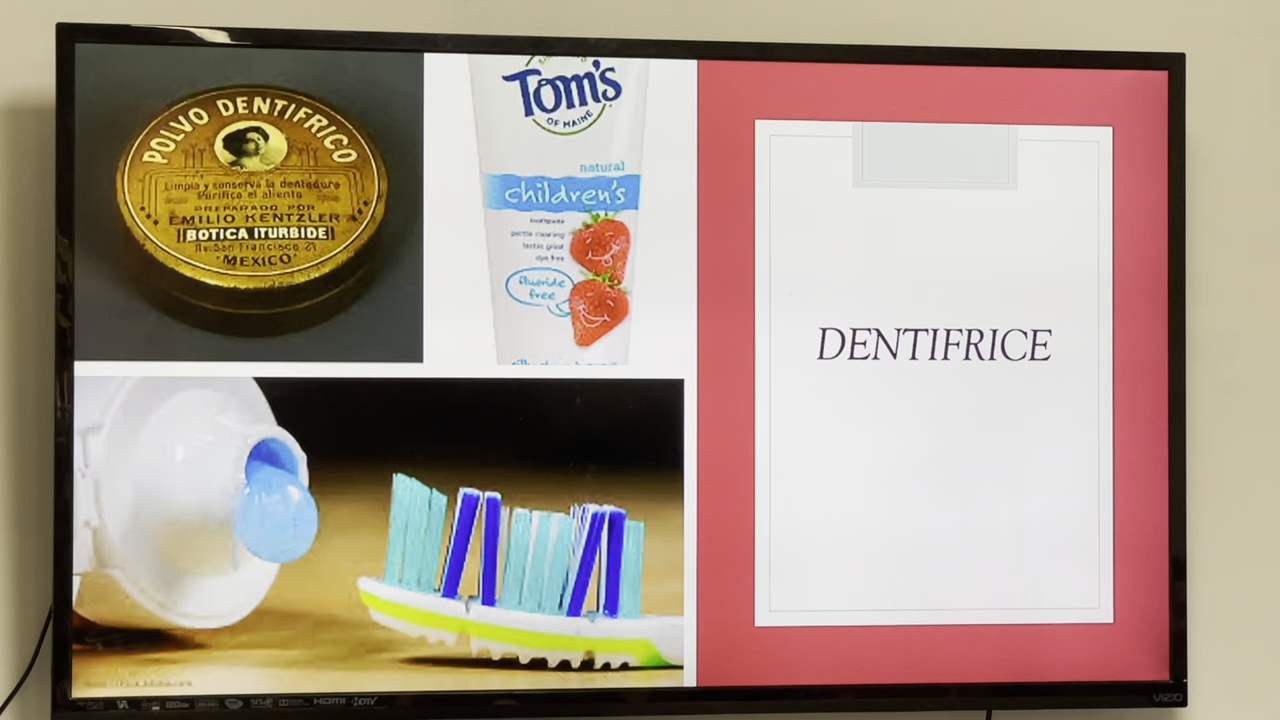 POLVO DENTIFRICO
Limpia y conserva la dentadura
Purifica el aliento
PREPARADO POR
EMILIO KENTZLER
BOTICA ITURBIDE
Av. San Francisco 21
MEXICO
Tom's
OF MAINE
natural
children's
toothpaste
gentle cleaning
tastes great
dye free
fluoride
free
DENTIFRICE
HDMI
VIZIO